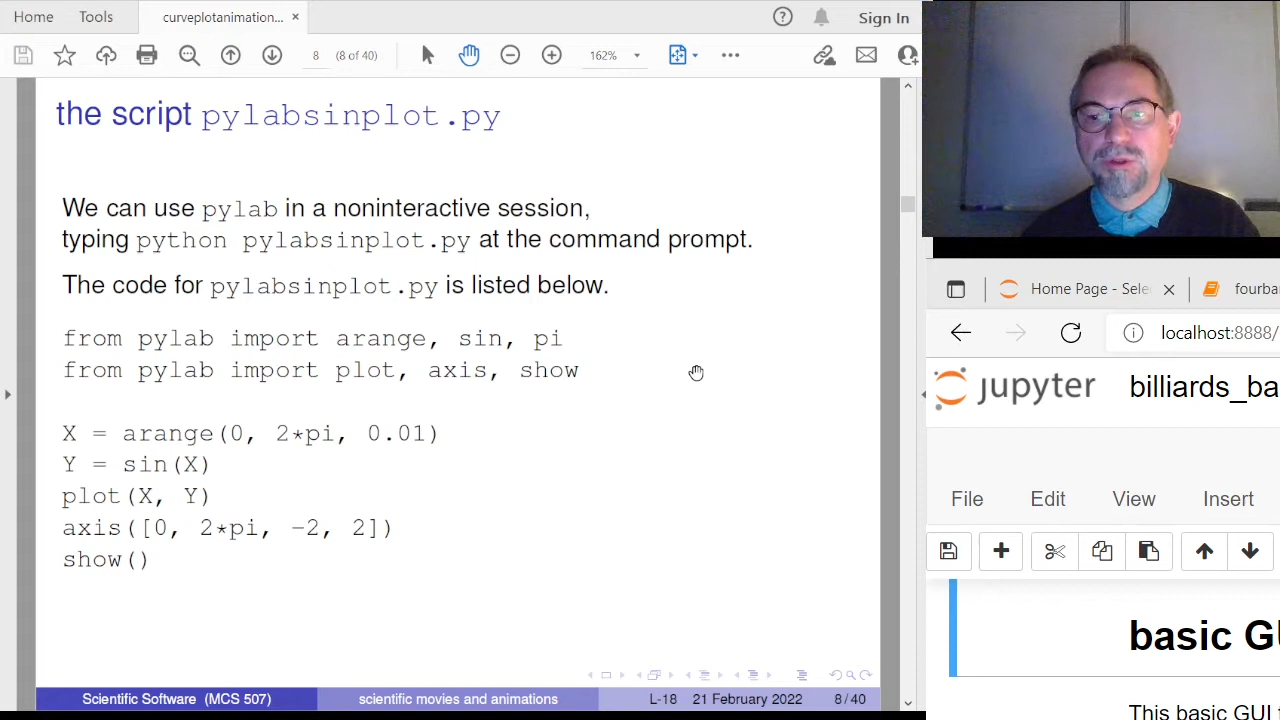 Home Tools curveplotanimation... × Sign In
8 (8 of 40) 162%
the script pylabsinplot.py
We can use pylab in a noninteractive session,
typing python pylabsinplot.py at the command prompt.
The code for pylabsinplot.py is listed below.
from pylab import arange, sin, pi
from pylab import plot, axis, show
X = arange(0, 2*pi, 0.01)
Y = sin(X)
plot(X, Y)
axis([0, 2*pi, -2, 2])
show()
Scientific Software (MCS 507) scientific movies and animations L-18 21 February 2022 8/40
Home Page - Sele × fourba
localhost:8888/
jupyter billiards_ba
File Edit View Insert
basic GU
This basic GUI t